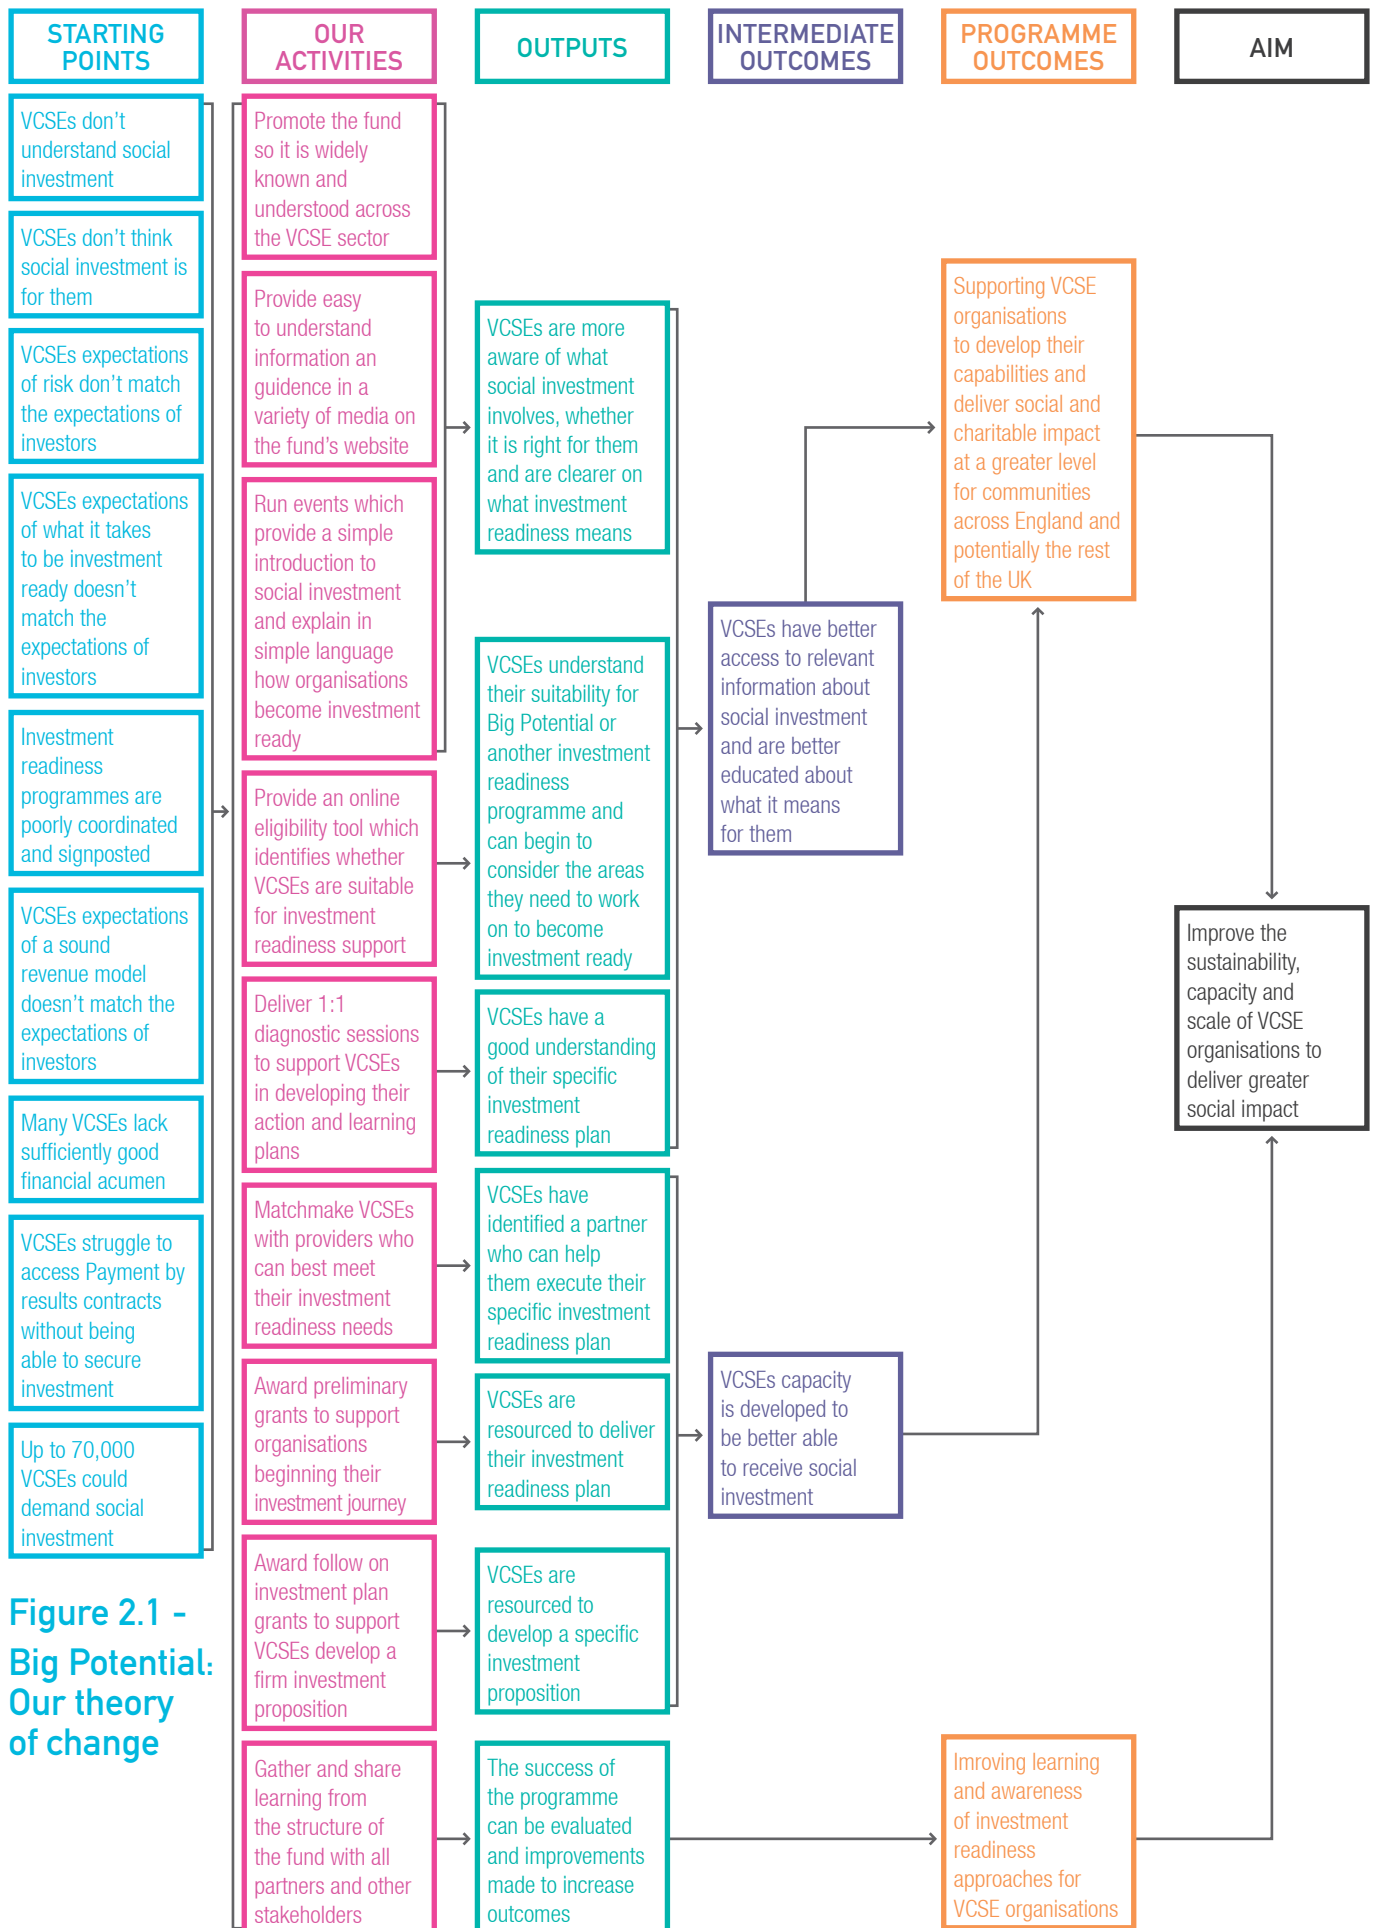 STARTING
POINTS
OUR
ACTIVITIES
OUTPUTS
INTERMEDIATE
OUTCOMES
PROGRAMME
OUTCOMES
AIM
VCSEs don't
understand social
investment
VCSEs don't think
social investment is
for them
VCSEs expectations
of risk don't match
the expectations of
investors
VCSEs expectations
of what it takes
to be investment
ready doesn't
match the
expectations of
investors
Investment
readiness
programmes are
poorly coordinated
and signposted
VCSEs expectations
of a sound
revenue model
doesn't match the
expectations of
investors
Many VCSEs lack
sufficiently good
financial acumen
VCSEs struggle to
access Payment by
results contracts
without being
able to secure
investment
Up to 70,000
VCSEs could
demand social
investment
Promote the fund
so it is widely
known and
understood across
the VCSE sector
Provide easy
to understand
information an
guidence in a
variety of media on
the fund's website
Run events which
provide a simple
introduction to
social investment
and explain in
simple language
how organisations
become investment
ready
Provide an online
eligibility tool which
identifies whether
VCSEs are suitable
for investment
readiness support
Deliver 1:1
diagnostic sessions
to support VCSEs
in developing their
action and learning
plans
Matchmake VCSEs
with providers who
can best meet
their investment
readiness needs
Award preliminary
grants to support
organisations
beginning their
investment journey
Award follow on
investment plan
grants to support
VCSEs develop a
firm investment
proposition
Gather and share
learning from
the structure of
the fund with all
partners and other
stakeholders
VCSEs are more
aware of what
social investment
involves, whether
it is right for them
and are clearer on
what investment
readiness means
VCSEs understand
their suitability for
Big Potential or
another investment
readiness
programme and
can begin to
consider the areas
they need to work
on to become
investment ready
VCSEs have a
good understanding
of their specific
investment
readiness plan
VCSEs have
identified a partner
who can help
them execute their
specific investment
readiness plan
VCSEs are
resourced to deliver
their investment
readiness plan
VCSEs are
resourced to
develop a specific
investment
proposition
The success of
the programme
can be evaluated
and improvements
made to increase
outcomes
VCSEs have better
access to relevant
information about
social investment
and are better
educated about
what it means
for them
VCSEs capacity
is developed to
be better able
to receive social
investment
Supporting VCSE
organisations
to develop their
capabilities and
deliver social and
charitable impact
at a greater level
for communities
across England and
potentially the rest
of the UK
Imroving learning
and awareness
of investment
readiness
approaches for
VCSE organisations
Improve the
sustainability,
capacity and
scale of VCSE
organisations to
deliver greater
social impact
Figure 2.1 -
Big Potential:
Our theory
of change